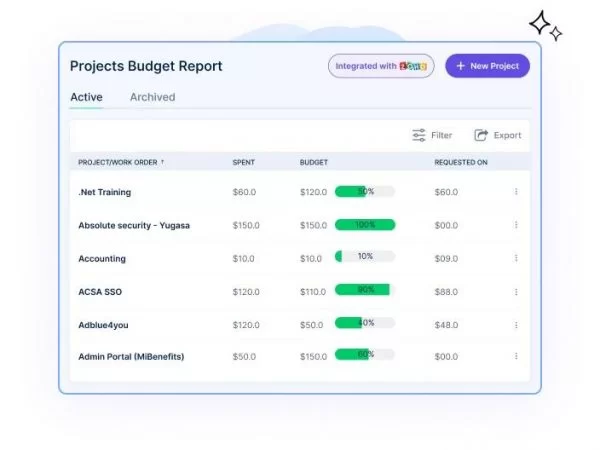 Projects Budget Report
Integrated with ZOHO
+ New Project
Active Archived
Filter Export
PROJECT/WORK ORDER ↑ SPENT BUDGET REQUESTED ON
.Net Training $60.0 $120.0 50% $60.0
Absolute security - Yugasa $150.0 $150.0 100% $00.0
Accounting $10.0 $10.0 10% $09.0
ACSA SSO $120.0 $110.0 90% $88.0
Adblue4you $120.0 $50.0 40% $48.0
Admin Portal (MiBenefits) $50.0 $150.0 60% $00.0